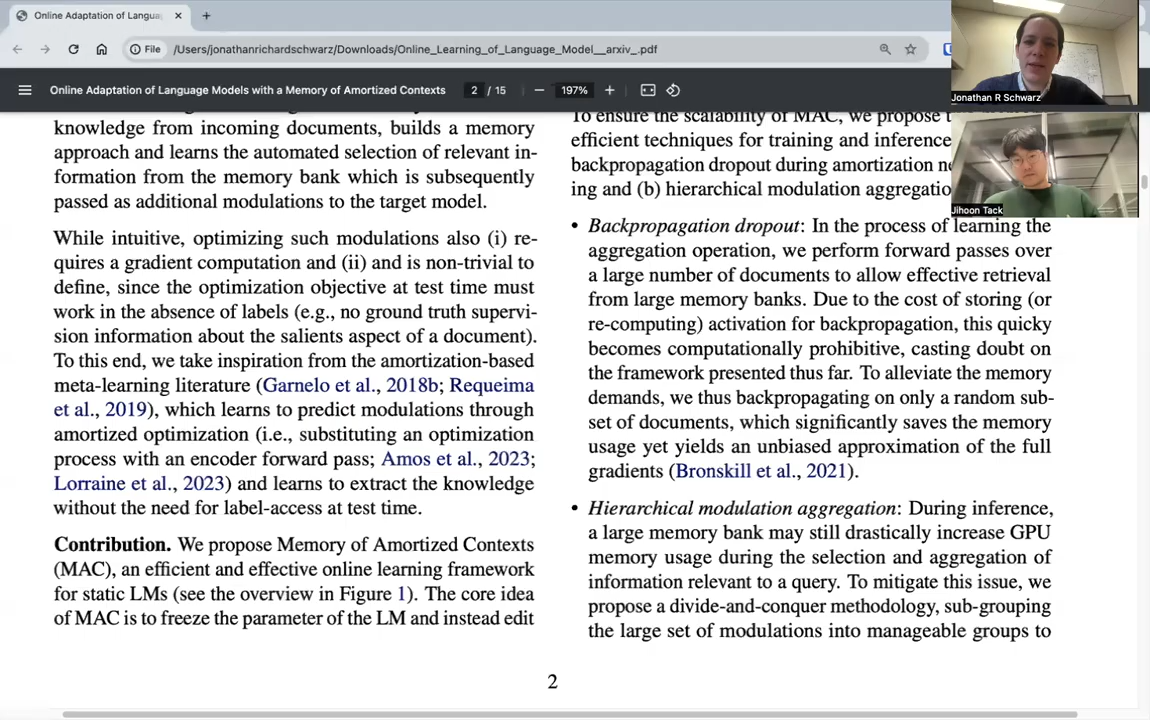 Online Adaptation of Langua
File
/Users/jonathanrichardschwarz/Downloads/Online_Learning_of_Language_Model__arxiv_.pdf
Online Adaptation of Language Models with a Memory of Amortized Contexts
2 / 15
197%
Jonathan R Schwarz
Jihoon Tack
knowledge from incoming documents, builds a memory
approach and learns the automated selection of relevant in-
formation from the memory bank which is subsequently
passed as additional modulations to the target model.
While intuitive, optimizing such modulations also (i) re-
quires a gradient computation and (ii) and is non-trivial to
define, since the optimization objective at test time must
work in the absence of labels (e.g., no ground truth supervi-
sion information about the salients aspect of a document).
To this end, we take inspiration from the amortization-based
meta-learning literature (Garnelo et al., 2018b; Requeima
et al., 2019), which learns to predict modulations through
amortized optimization (i.e., substituting an optimization
process with an encoder forward pass; Amos et al., 2023;
Lorraine et al., 2023) and learns to extract the knowledge
without the need for label-access at test time.
Contribution. We propose Memory of Amortized Contexts
(MAC), an efficient and effective online learning framework
for static LMs (see the overview in Figure 1). The core idea
of MAC is to freeze the parameter of the LM and instead edit
To ensure the scalability of MAC, we propose
efficient techniques for training and inference
backpropagation dropout during amortization
ing and (b) hierarchical modulation aggregatio
• Backpropagation dropout: In the process of learning the
aggregation operation, we perform forward passes over
a large number of documents to allow effective retrieval
from large memory banks. Due to the cost of storing (or
re-computing) activation for backpropagation, this quicky
becomes computationally prohibitive, casting doubt on
the framework presented thus far. To alleviate the memory
demands, we thus backpropagating on only a random sub-
set of documents, which significantly saves the memory
usage yet yields an unbiased approximation of the full
gradients (Bronskill et al., 2021).
• Hierarchical modulation aggregation: During inference,
a large memory bank may still drastically increase GPU
memory usage during the selection and aggregation of
information relevant to a query. To mitigate this issue, we
propose a divide-and-conquer methodology, sub-grouping
the large set of modulations into manageable groups to
2